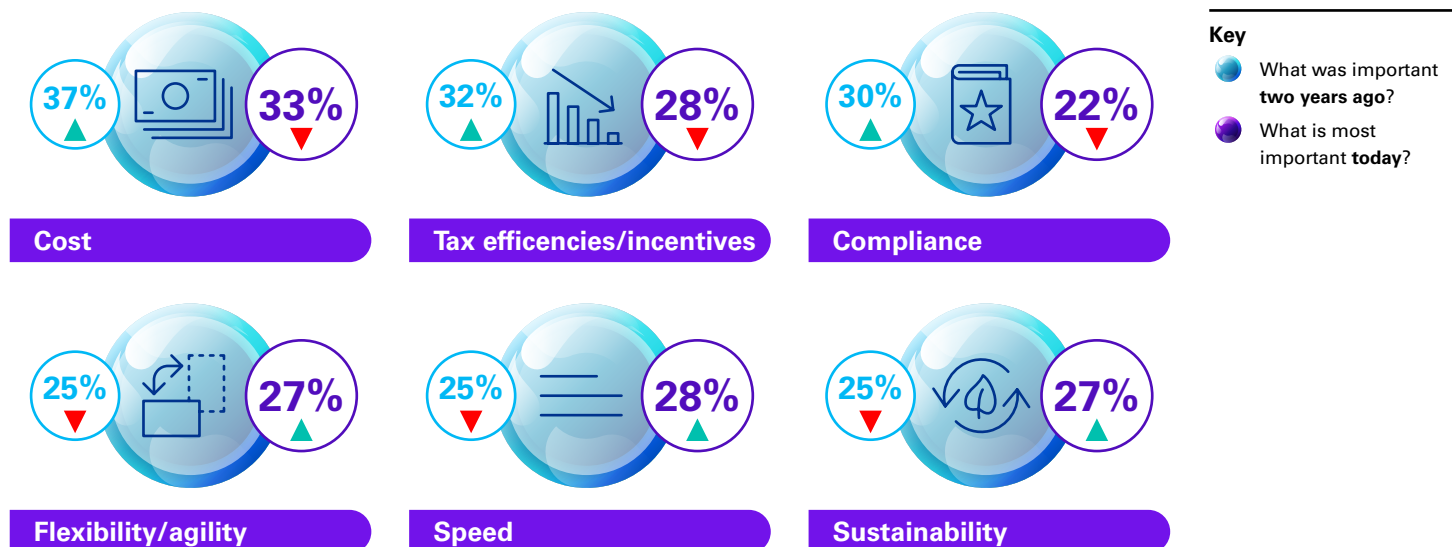 37%
33%
Cost
32%
28%
Tax efficencies/incentives
30%
22%
Compliance
25%
27%
Flexibility/agility
25%
28%
Speed
25%
27%
Sustainability
Key
What was important
two years ago?
What is most
important today?